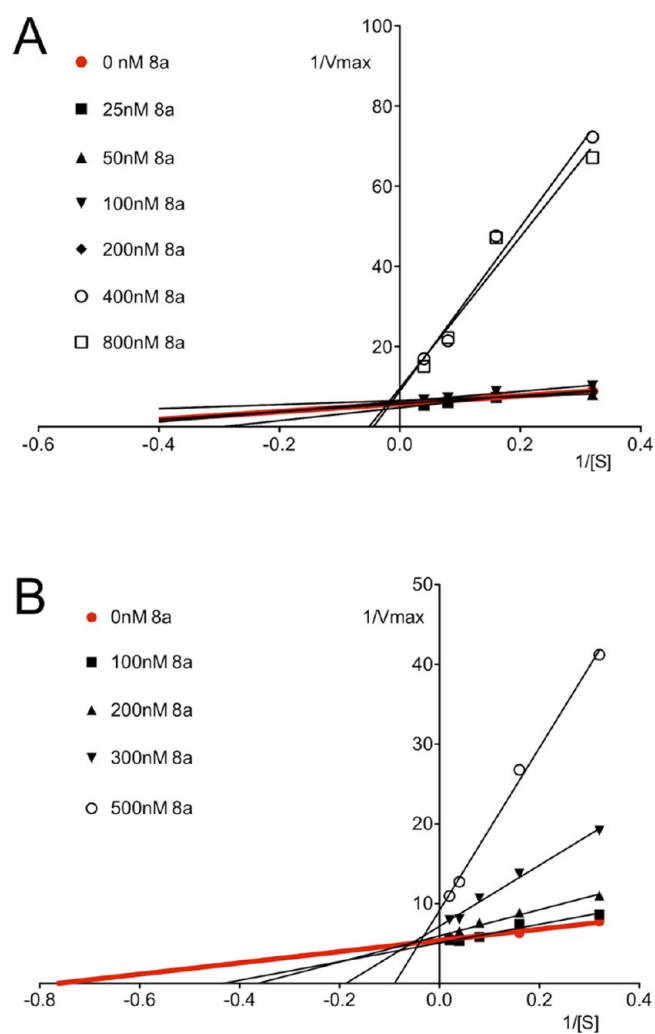 A
0 nM 8a
25nM 8a
50nM 8a
100nM 8a
200nM 8a
400nM 8a
800nM 8a
1/Vmax
100
80
60
40
20
-0.6
-0.4
-0.2
0.0
0.2
0.4
1/[S]
B
0nM 8a
100nM 8a
200nM 8a
300nM 8a
500nM 8a
1/Vmax
50
40
30
20
10
-0.8
-0.6
-0.4
-0.2
0.0
0.2
0.4
1/[S]